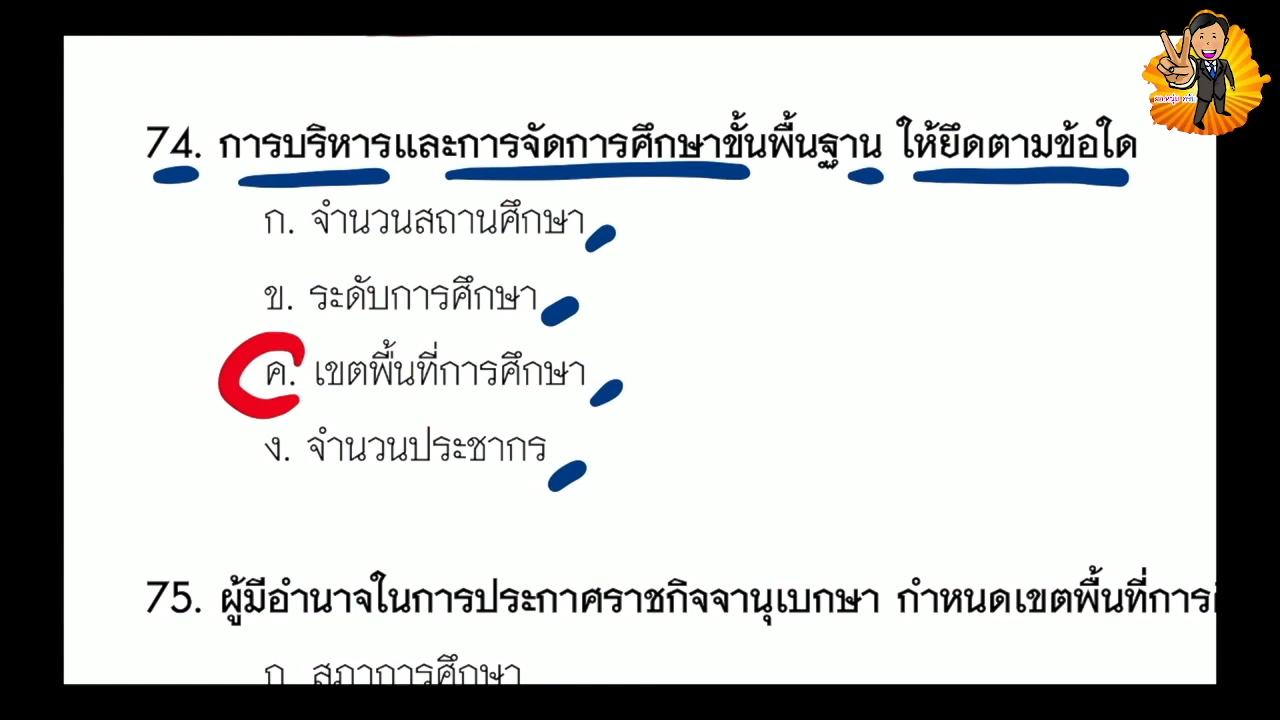 74. การบริหารและการจัดการศึกษาขั้นพื้นฐาน ให้ยึดตามข้อใด
ก. จำนวนสถานศึกษา
ข. ระดับการศึกษา
ค. เขตพื้นที่การศึกษา
ง. จำนวนประชากร
75. ผู้มีอำนาจในการประกาศราชกิจจานุเบกษา กำหนดเขตพื้นที่การ
ก สภาการศึกษา